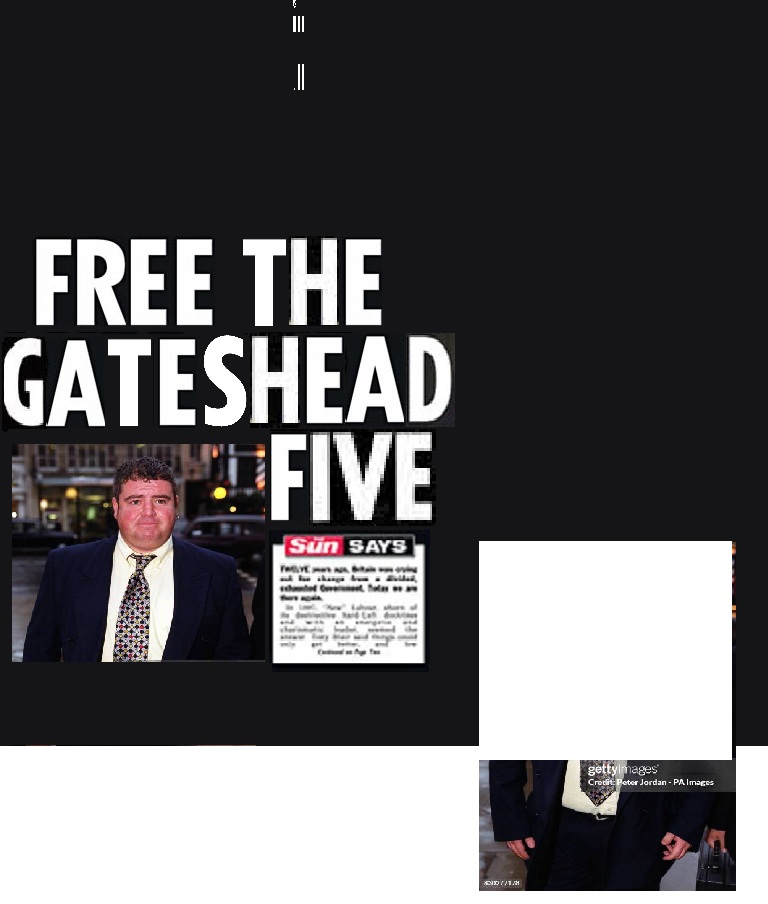 FREE THE
GATESHEAD
FIVE
Sun SAYS
TWELVE years ago, Britain was crying
out for change from a divided,
exhausted Government. Today we are
there again.
In 1997, "New" Labour, shorn of
its destructive hard-Left doctrines
and with an energetic and
charismatic leader, seemed the
answer. Tony Blair said things could
only get better, and few
Continued on Page Two
gettyimages
Credit: Peter Jordan - PA Images